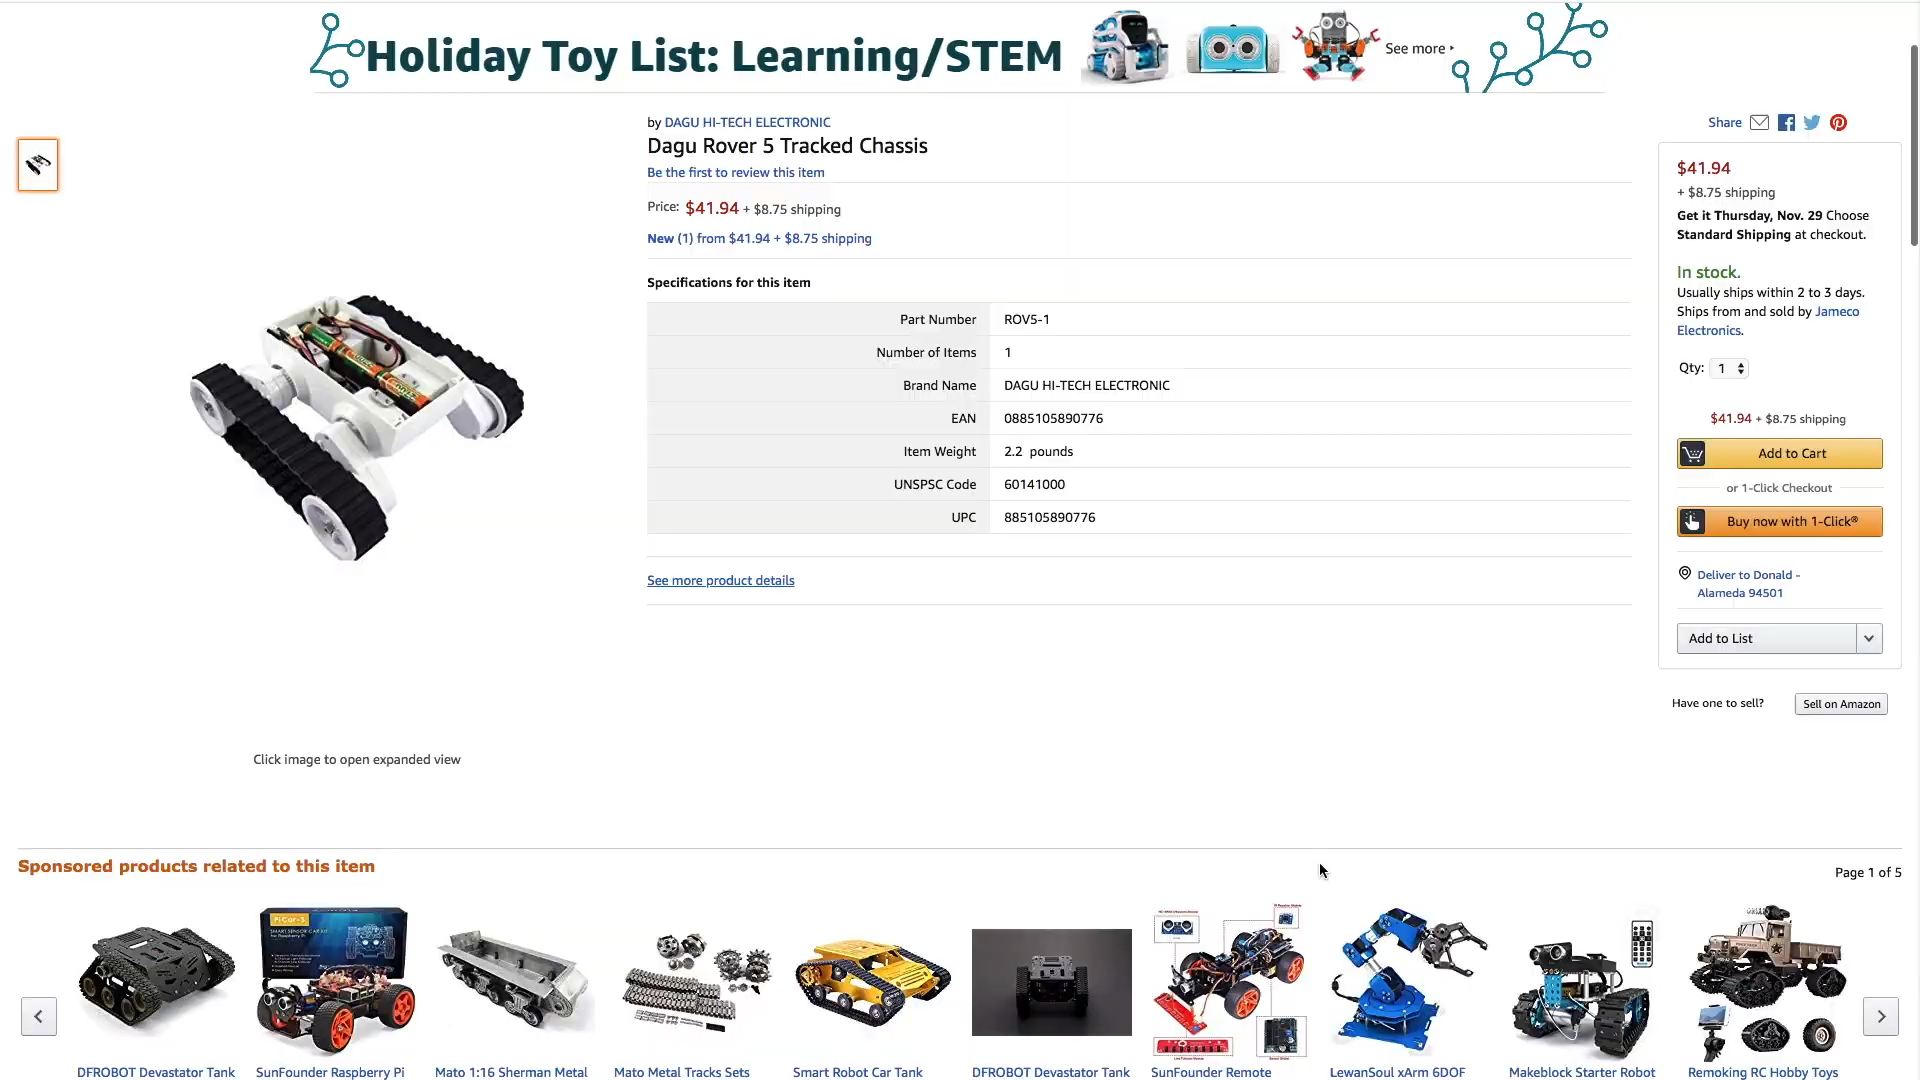 Holiday Toy List: Learning/STEM
See more ▸
by DAGU HI-TECH ELECTRONIC
Dagu Rover 5 Tracked Chassis
Be the first to review this item
Price: $41.94 + $8.75 shipping
New (1) from $41.94 + $8.75 shipping
Specifications for this item
Part Number ROV5-1
Number of Items 1
Brand Name DAGU HI-TECH ELECTRONIC
EAN 0885105890776
Item Weight 2.2 pounds
UNSPSC Code 60141000
UPC 885105890776
See more product details
Click image to open expanded view
Share
$41.94
+ $8.75 shipping
Get it Thursday, Nov. 29 Choose
Standard Shipping at checkout.
In stock.
Usually ships within 2 to 3 days.
Ships from and sold by Jameco
Electronics.
Qty: 1
$41.94 + $8.75 shipping
Add to Cart
or 1-Click Checkout
Buy now with 1-Click®
Deliver to Donald -
Alameda 94501
Add to List
Have one to sell? Sell on Amazon
Sponsored products related to this item
Page 1 of 5
PiCar-S
SMART SENSOR CAR KIT
for Raspberry Pi
DFROBOT Devastator Tank
SunFounder Raspberry Pi
Mato 1:16 Sherman Metal
Mato Metal Tracks Sets
Smart Robot Car Tank
DFROBOT Devastator Tank
SunFounder Remote
LewanSoul xArm 6DOF
Makeblock Starter Robot
Remoking RC Hobby Toys